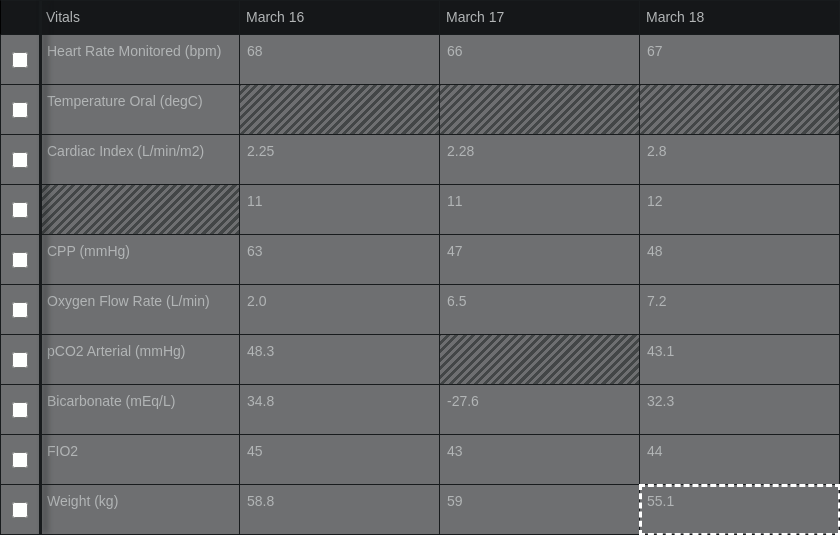 Vitals March 16 March 17 March 18
Heart Rate Monitored (bpm) 68 66 67
Temperature Oral (degC)
Cardiac Index (L/min/m2) 2.25 2.28 2.8
11 11 12
CPP (mmHg) 63 47 48
Oxygen Flow Rate (L/min) 2.0 6.5 7.2
pCO2 Arterial (mmHg) 48.3 43.1
Bicarbonate (mEq/L) 34.8 -27.6 32.3
FIO2 45 43 44
Weight (kg) 58.8 59 55.1